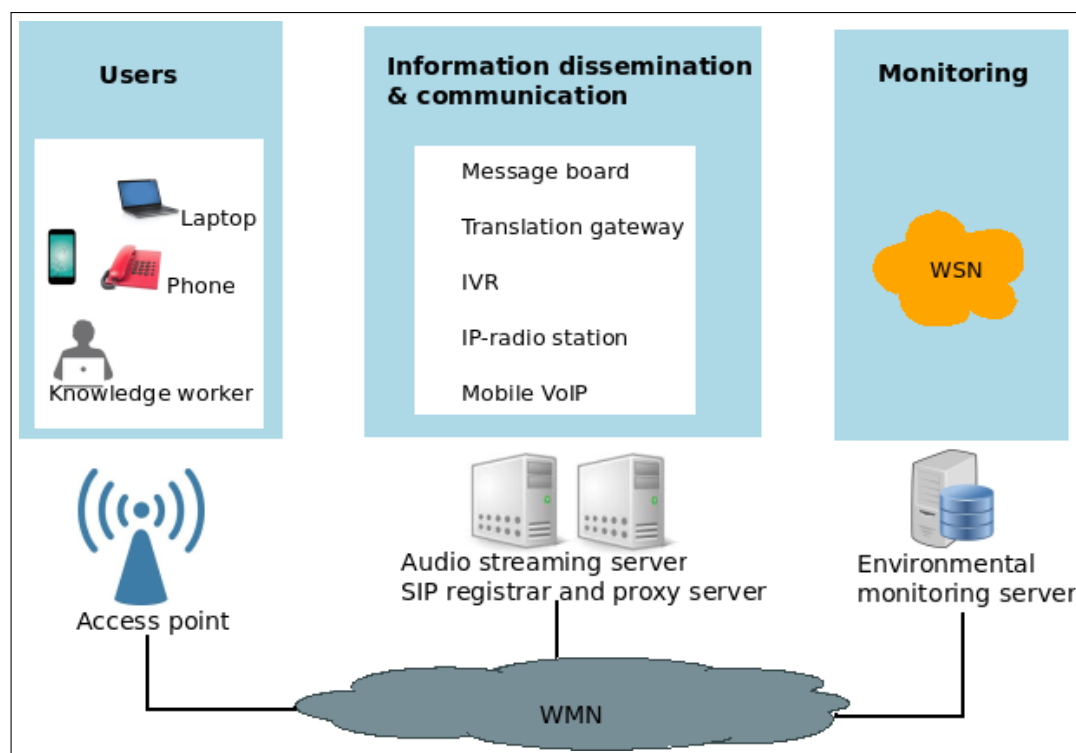 Users
Laptop
Phone
Knowledge worker
Access point
Information dissemination
& communication
Message board
Translation gateway
IVR
IP-radio station
Mobile VoIP
Audio streaming server
SIP registrar and proxy server
Monitoring
WSN
Environmental
monitoring server
WMN